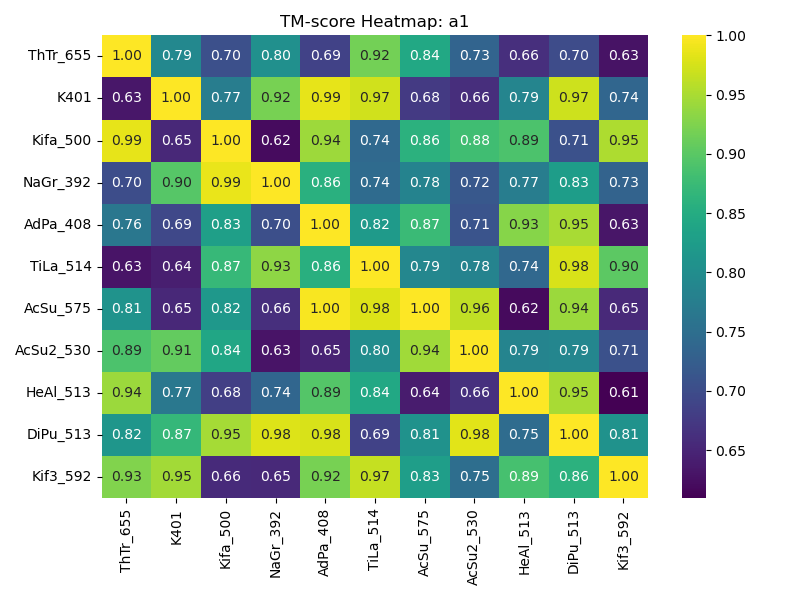 TM-score Heatmap: a1
ThTr_655 1.00 0.79 0.70 0.80 0.69 0.92 0.84 0.73 0.66 0.70 0.63
K401 0.63 1.00 0.77 0.92 0.99 0.97 0.68 0.66 0.79 0.97 0.74
Kifa_500 0.99 0.65 1.00 0.62 0.94 0.74 0.86 0.88 0.89 0.71 0.95
NaGr_392 0.70 0.90 0.99 1.00 0.86 0.74 0.78 0.72 0.77 0.83 0.73
AdPa_408 0.76 0.69 0.83 0.70 1.00 0.82 0.87 0.71 0.93 0.95 0.63
TiLa_514 0.63 0.64 0.87 0.93 0.86 1.00 0.79 0.78 0.74 0.98 0.90
AcSu_575 0.81 0.65 0.82 0.66 1.00 0.98 1.00 0.96 0.62 0.94 0.65
AcSu2_530 0.89 0.91 0.84 0.63 0.65 0.80 0.94 1.00 0.79 0.79 0.71
HeAl_513 0.94 0.77 0.68 0.74 0.89 0.84 0.64 0.66 1.00 0.95 0.61
DiPu_513 0.82 0.87 0.95 0.98 0.98 0.69 0.81 0.98 0.75 1.00 0.81
Kif3_592 0.93 0.95 0.66 0.65 0.92 0.97 0.83 0.75 0.89 0.86 1.00
ThTr_655
K401
Kifa_500
NaGr_392
AdPa_408
TiLa_514
AcSu_575
AcSu2_530
HeAl_513
DiPu_513
Kif3_592
1.00
0.95
0.90
0.85
0.80
0.75
0.70
0.65